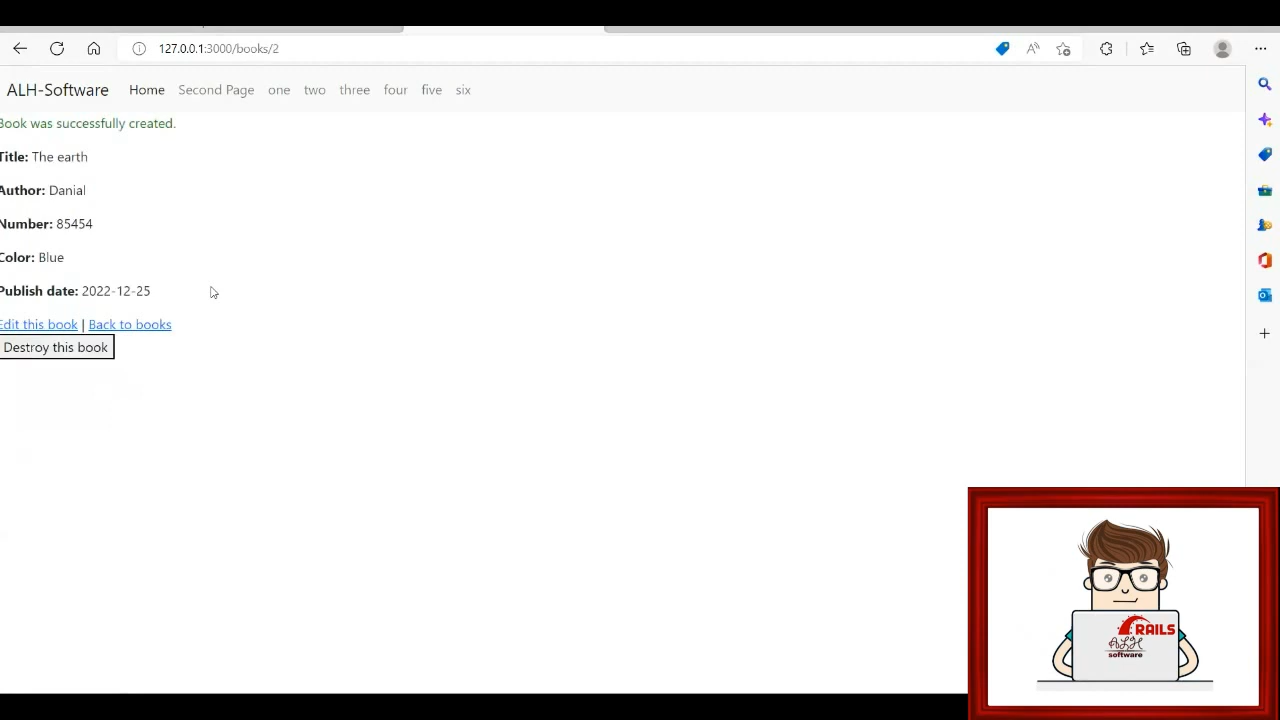 127.0.0.1:3000/books/2
ALH-Software Home Second Page one two three four five six
Book was successfully created.
Title: The earth
Author: Danial
Number: 85454
Color: Blue
Publish date: 2022-12-25
Edit this book | Back to books
Destroy this book
RAILS
ALH
software